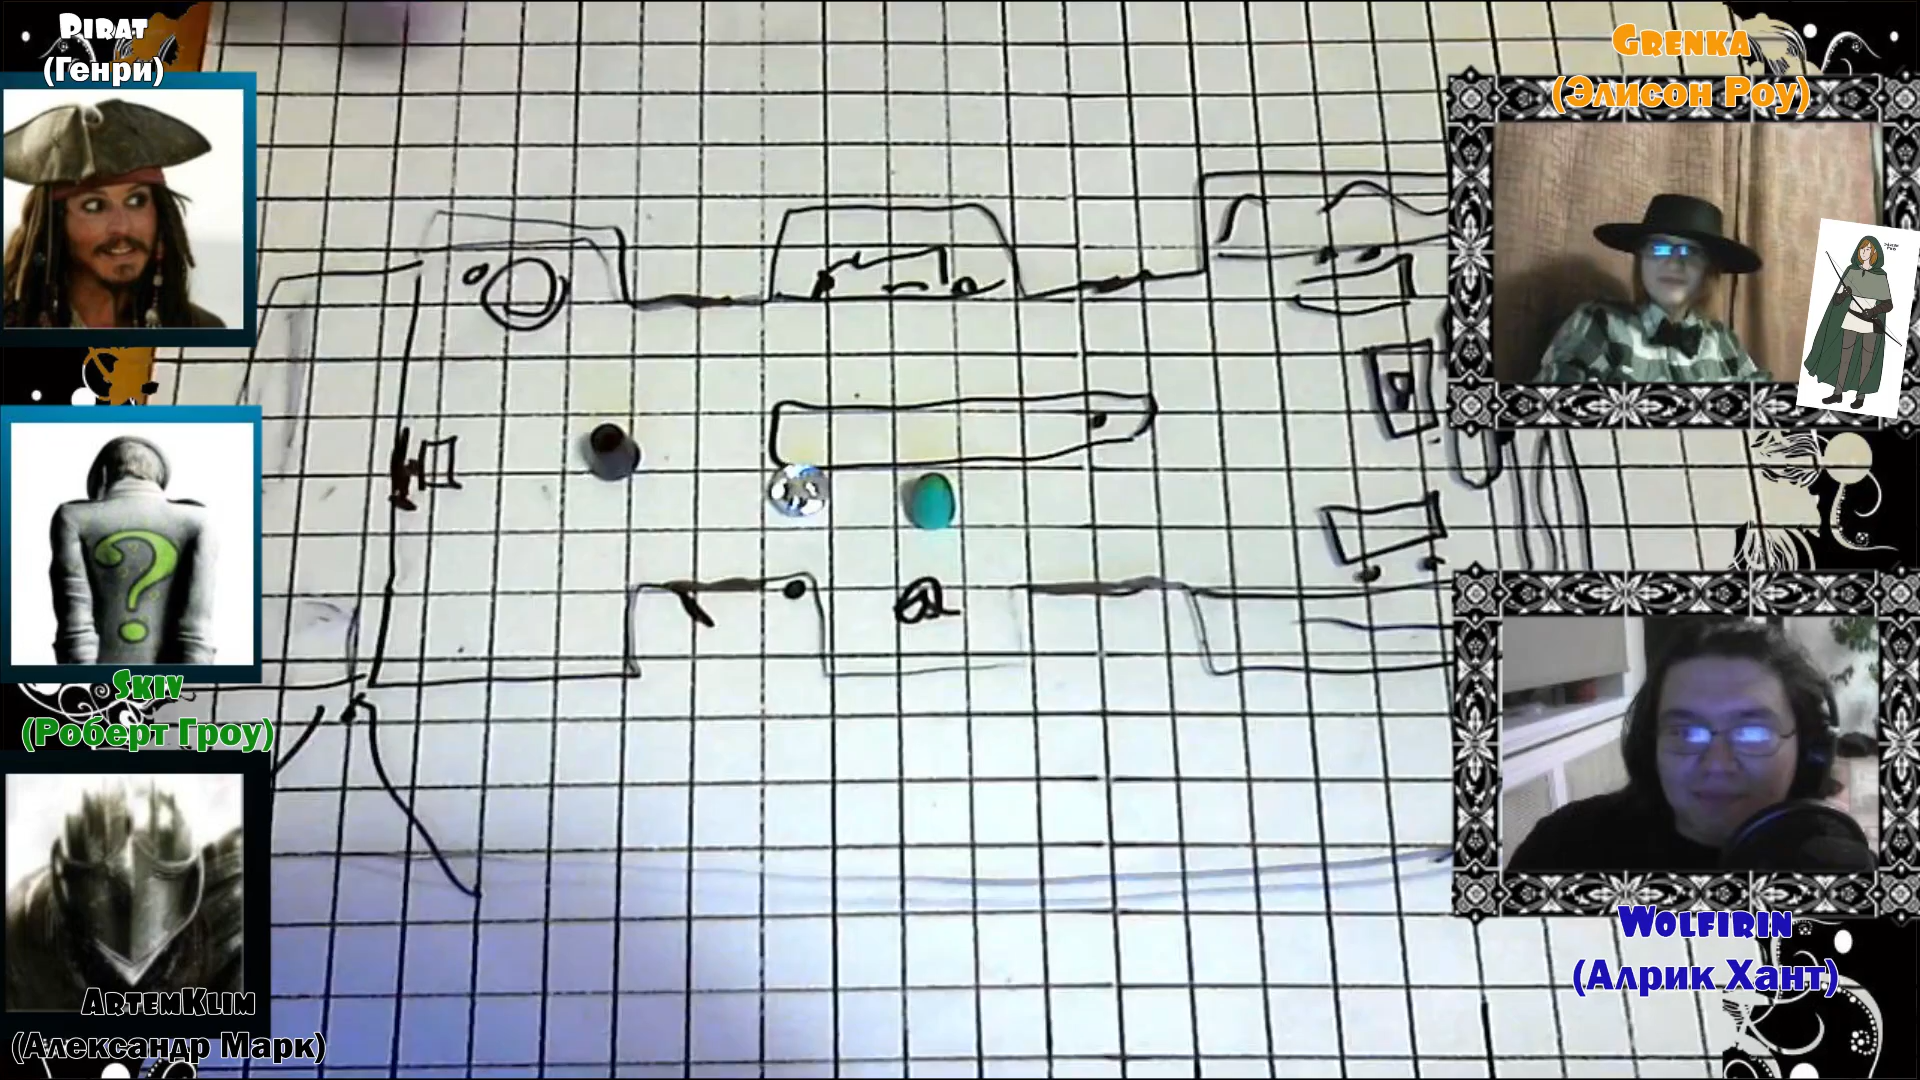 Pirat
(Генри)
Skiv
(Роберт Гроу)
ArtemKlim
(Александр Марк)
Grenka
(Элисон Роу)
Wolfirin
(Алрик Хант)
?